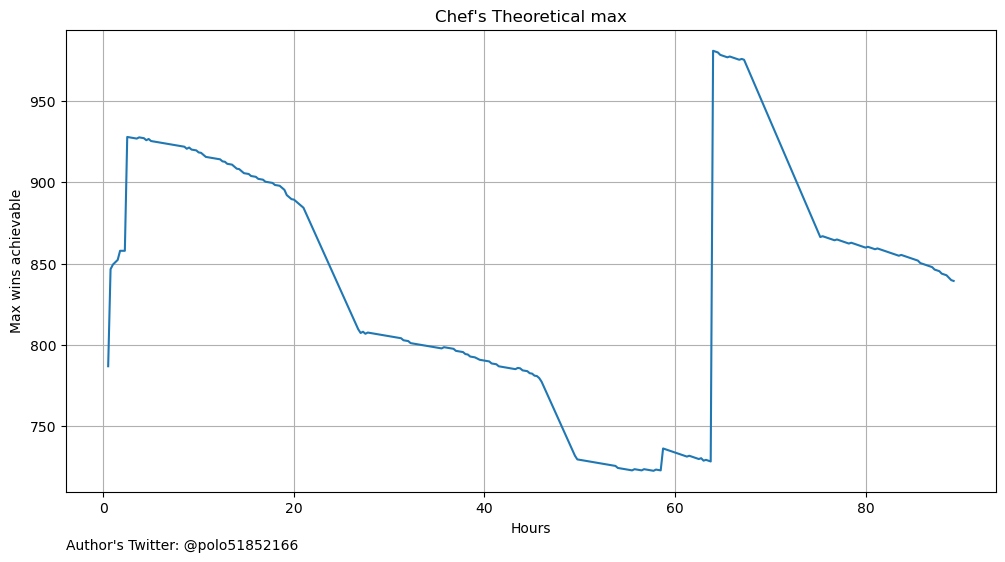 Chef's Theoretical max
Max wins achievable
950
900
850
800
750
0
20
40
60
80
Hours
Author's Twitter: @polo51852166